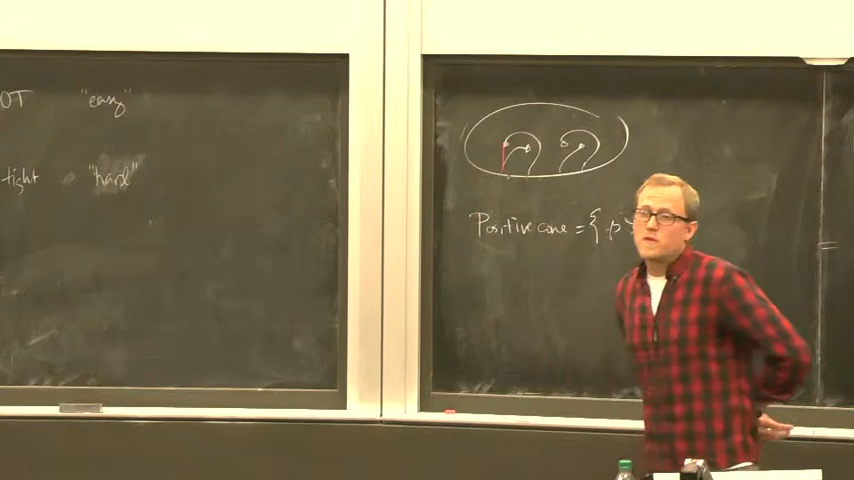 OT "easy"
tight "hard"
Positive cone = {